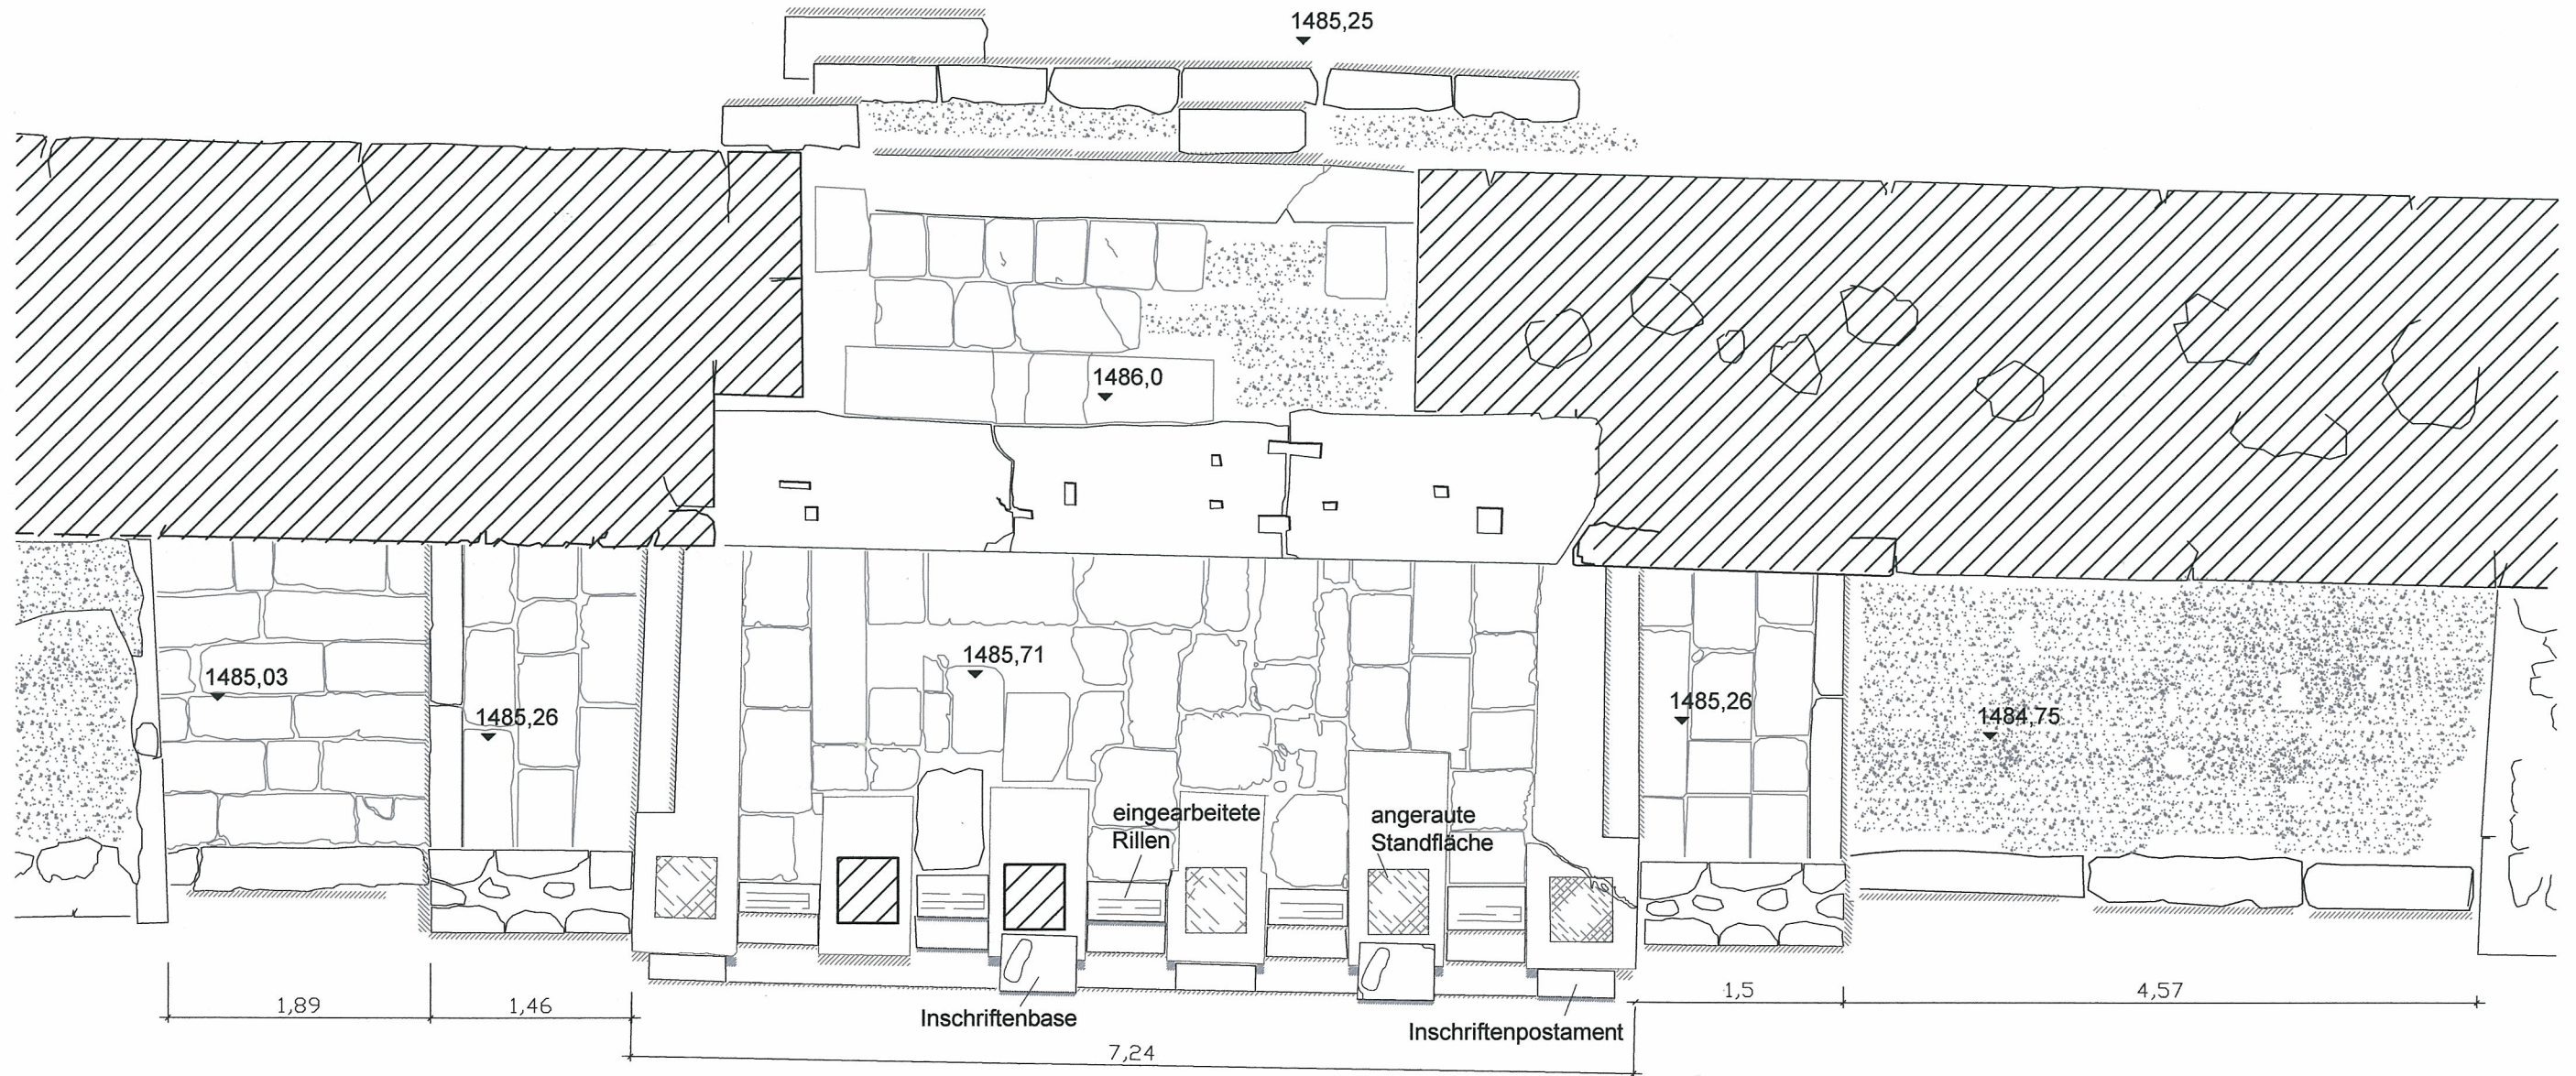 1485,25
1486,0
1485,71
1485,03
1485,26
1485,26
1484,75
eingearbeitete
Rillen
angeraute
Standfläche
1,89
1,46
Inschriftenbase
Inschriftenpostament
1,5
4,57
7,24